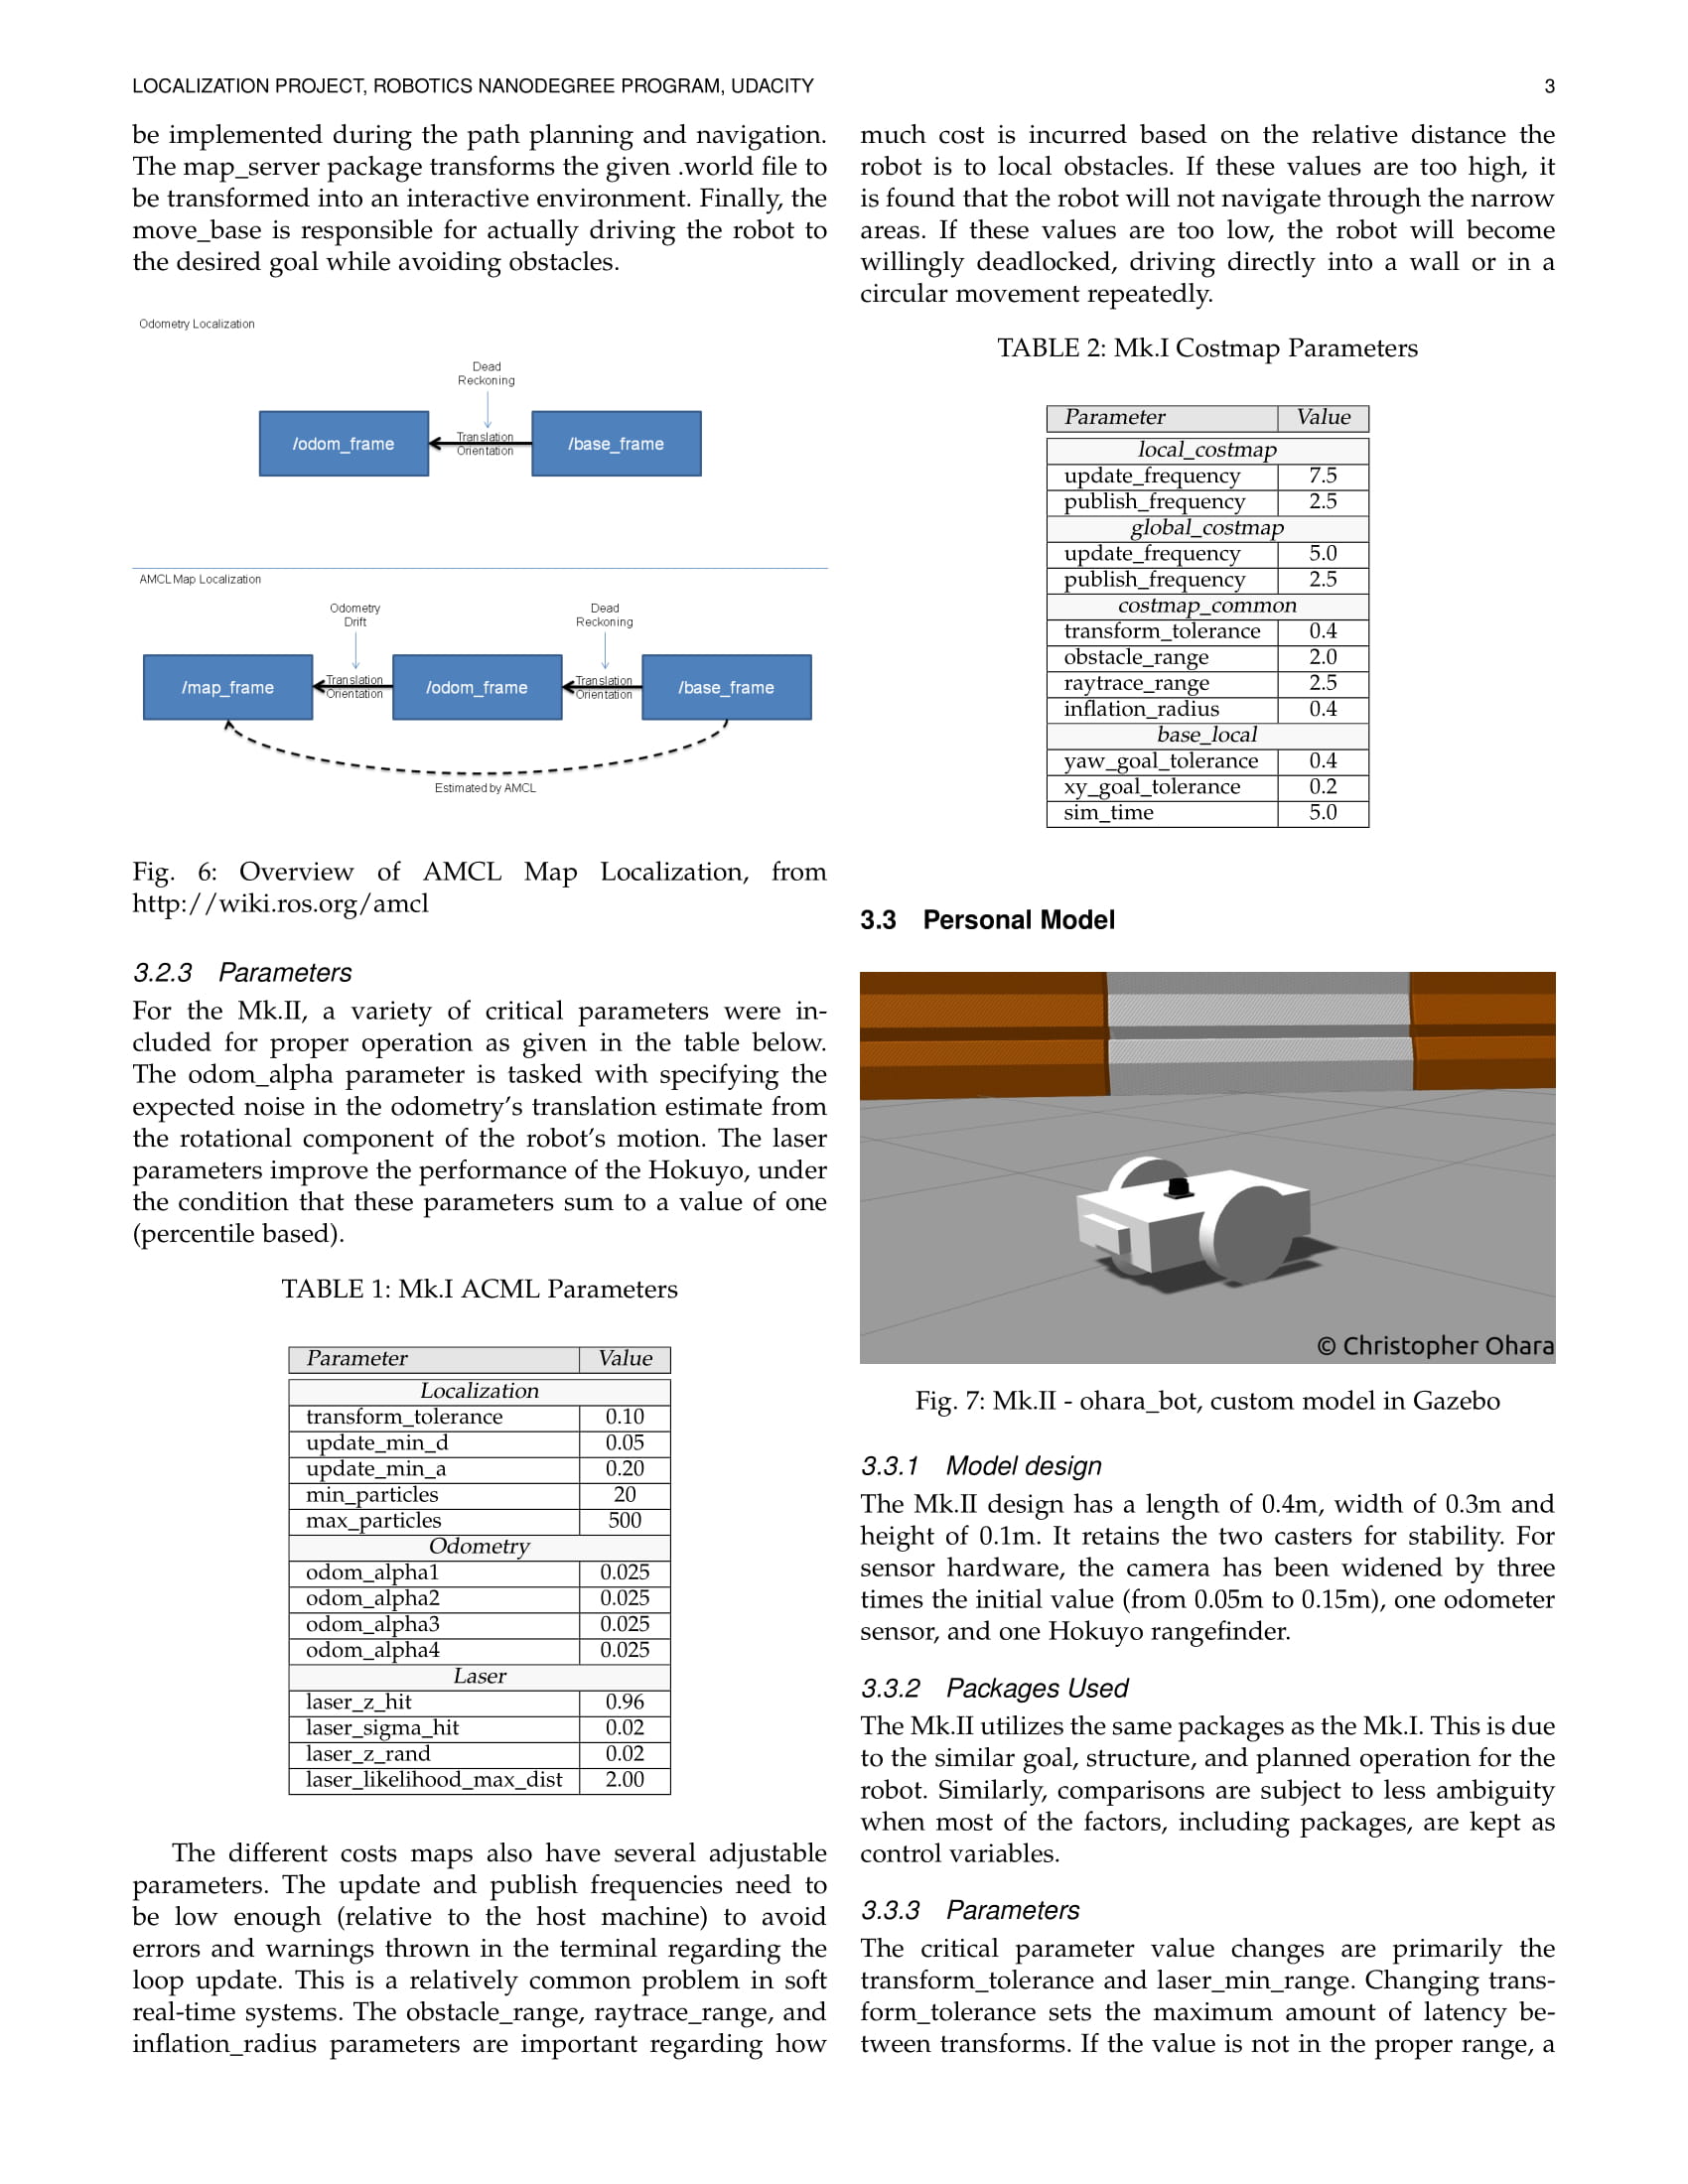 LOCALIZATION PROJECT, ROBOTICS NANODEGREE PROGRAM, UDACITY 3
be implemented during the path planning and navigation.
The map_server package transforms the given .world file to
be transformed into an interactive environment. Finally, the
move_base is responsible for actually driving the robot to
the desired goal while avoiding obstacles.
Odometry Localization
Dead
Reckoning
/odom_frame
Translation
Orientation
/base_frame
AMCL Map Localization
Odometry
Drift
Dead
Reckoning
/map_frame
Translation
Orientation
/odom_frame
Translation
Orientation
/base_frame
Estimated by AMCL
Fig. 6: Overview of AMCL Map Localization, from
http://wiki.ros.org/amcl
3.2.3 Parameters
For the Mk.II, a variety of critical parameters were in-
cluded for proper operation as given in the table below.
The odom_alpha parameter is tasked with specifying the
expected noise in the odometry's translation estimate from
the rotational component of the robot's motion. The laser
parameters improve the performance of the Hokuyo, under
the condition that these parameters sum to a value of one
(percentile based).
TABLE 1: Mk.I ACML Parameters
Parameter Value
Localization
transform_tolerance 0.10
update_min_d 0.05
update_min_a 0.20
min_particles 20
max_particles 500
Odometry
odom_alpha1 0.025
odom_alpha2 0.025
odom_alpha3 0.025
odom_alpha4 0.025
Laser
laser_z_hit 0.96
laser_sigma_hit 0.02
laser_z_rand 0.02
laser_likelihood_max_dist 2.00
The different costs maps also have several adjustable
parameters. The update and publish frequencies need to
be low enough (relative to the host machine) to avoid
errors and warnings thrown in the terminal regarding the
loop update. This is a relatively common problem in soft
real-time systems. The obstacle_range, raytrace_range, and
inflation_radius parameters are important regarding how
much cost is incurred based on the relative distance the
robot is to local obstacles. If these values are too high, it
is found that the robot will not navigate through the narrow
areas. If these values are too low, the robot will become
willingly deadlocked, driving directly into a wall or in a
circular movement repeatedly.
TABLE 2: Mk.I Costmap Parameters
Parameter Value
local_costmap
update_frequency 7.5
publish_frequency 2.5
global_costmap
update_frequency 5.0
publish_frequency 2.5
costmap_common
transform_tolerance 0.4
obstacle_range 2.0
raytrace_range 2.5
inflation_radius 0.4
base_local
yaw_goal_tolerance 0.4
xy_goal_tolerance 0.2
sim_time 5.0
3.3 Personal Model
© Christopher Ohara
Fig. 7: Mk.II - ohara_bot, custom model in Gazebo
3.3.1 Model design
The Mk.II design has a length of 0.4m, width of 0.3m and
height of 0.1m. It retains the two casters for stability. For
sensor hardware, the camera has been widened by three
times the initial value (from 0.05m to 0.15m), one odometer
sensor, and one Hokuyo rangefinder.
3.3.2 Packages Used
The Mk.II utilizes the same packages as the Mk.I. This is due
to the similar goal, structure, and planned operation for the
robot. Similarly, comparisons are subject to less ambiguity
when most of the factors, including packages, are kept as
control variables.
3.3.3 Parameters
The critical parameter value changes are primarily the
transform_tolerance and laser_min_range. Changing trans-
form_tolerance sets the maximum amount of latency be-
tween transforms. If the value is not in the proper range, a